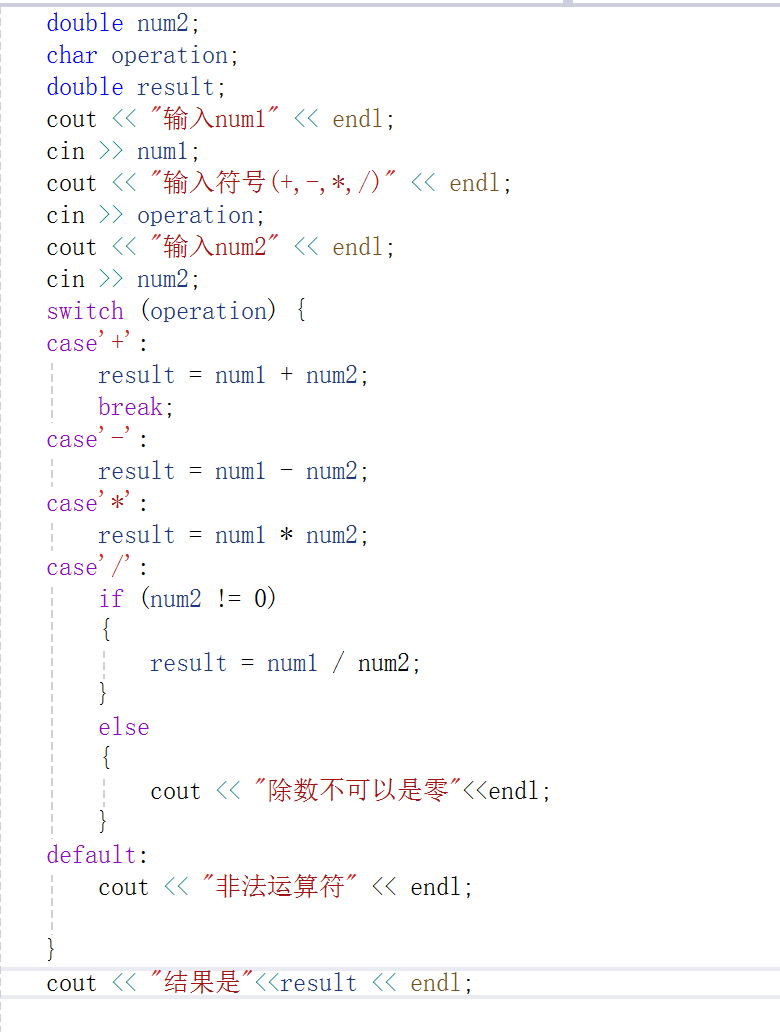 double num2;
char operation;
double result;
cout << "输入num1" << endl;
cin >> num1;
cout << "输入符号(+,-,*,/)" << endl;
cin >> operation;
cout << "输入num2" << endl;
cin >> num2;
switch (operation) {
case'+':
result = num1 + num2;
break;
case'-':
result = num1 - num2;
case'*':
result = num1 * num2;
case'/':
if (num2 != 0)
{
result = num1 / num2;
}
else
{
cout << "除数不可以是零"<<endl;
}
default:
cout << "非法运算符" << endl;
}
cout << "结果是"<<result << endl;